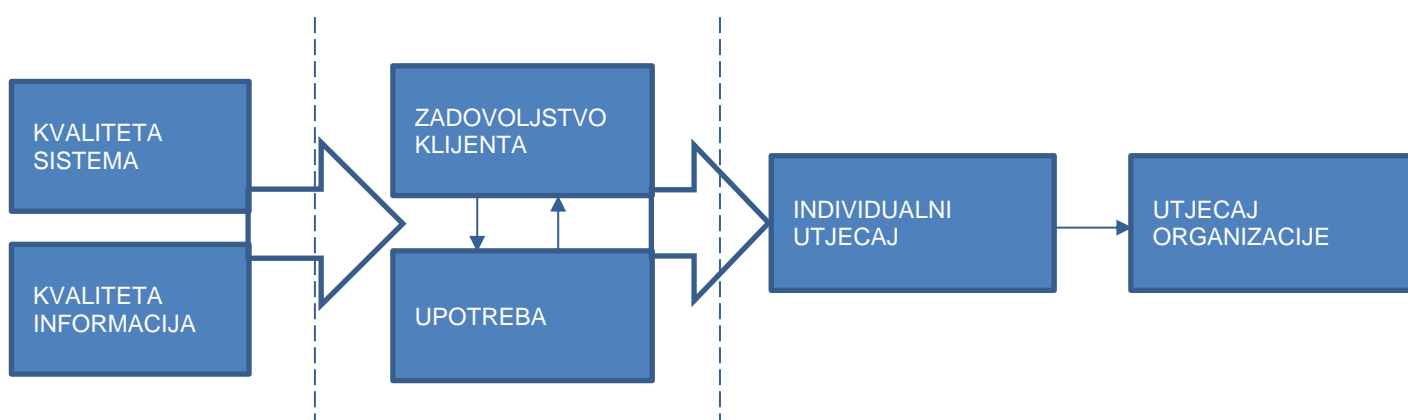 KVALITETA
SISTEMA
KVALITETA
INFORMACIJA
ZADOVOLJSTVO
KLIJENTA
UPOTREBA
INDIVIDUALNI
UTJECAJ
UTJECAJ
ORGANIZACIJE